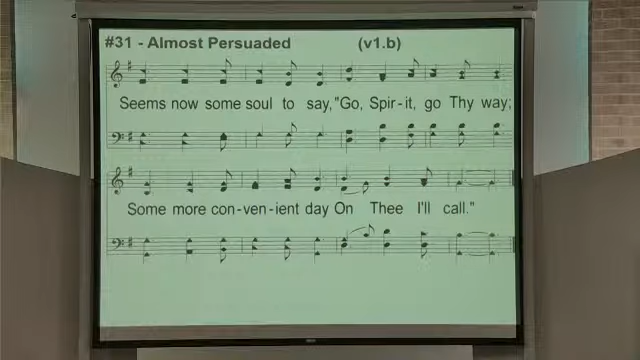 #31 - Almost Persuaded (v1.b)
Seems now some soul to say, "Go, Spir-it, go Thy way;
Some more con-ven-ient day On Thee I'll call."